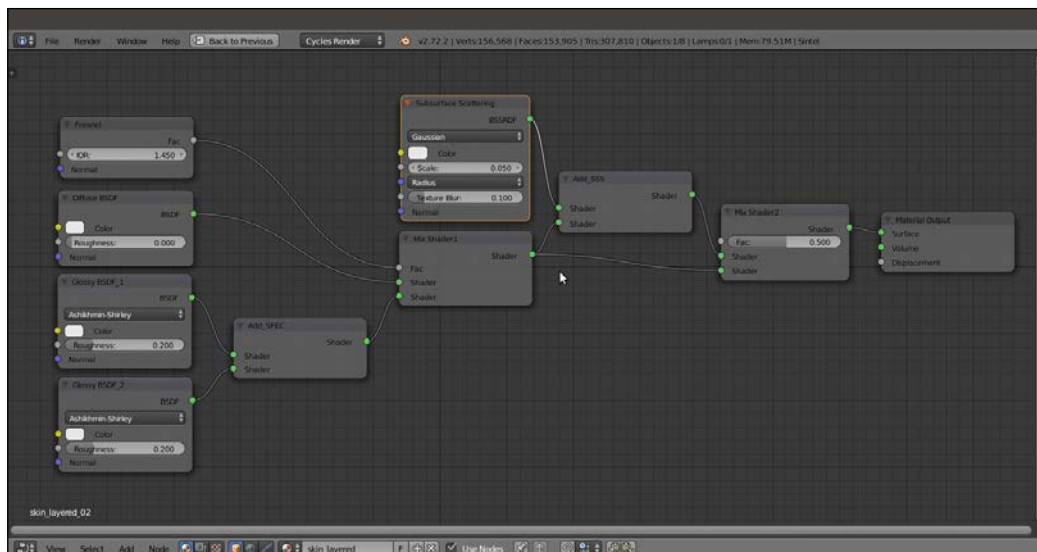 File Render Window Help Back to Previous Cycles Render v2.72.2 | Verts:156,568 | Faces:153,905 | Tris:307,810 | Objects:1/8 | Lamps:0/1 | Mem:79.51M | Sintel
Fresnel
Fac
IOR: 1.450
Normal
Diffuse BSDF
BSDF
Color
Roughness: 0.000
Normal
Glossy BSDF_1
BSDF
Ashikhmin-Shirley
Color
Roughness: 0.200
Normal
Glossy BSDF_2
BSDF
Ashikhmin-Shirley
Color
Roughness: 0.200
Normal
Add_SPEC
Shader
Shader
Shader
Subsurface Scattering
BSSRDF
Gaussian
Color
Scale: 0.050
Radius
Texture Blur: 0.100
Normal
Mix Shader1
Shader
Fac
Shader
Shader
Add_SSS
Shader
Shader
Shader
Mix Shader2
Shader
Fac: 0.500
Shader
Shader
Material Output
Surface
Volume
Displacement
skin_layered_02
View Select Add Node skin_layered F Use Nodes